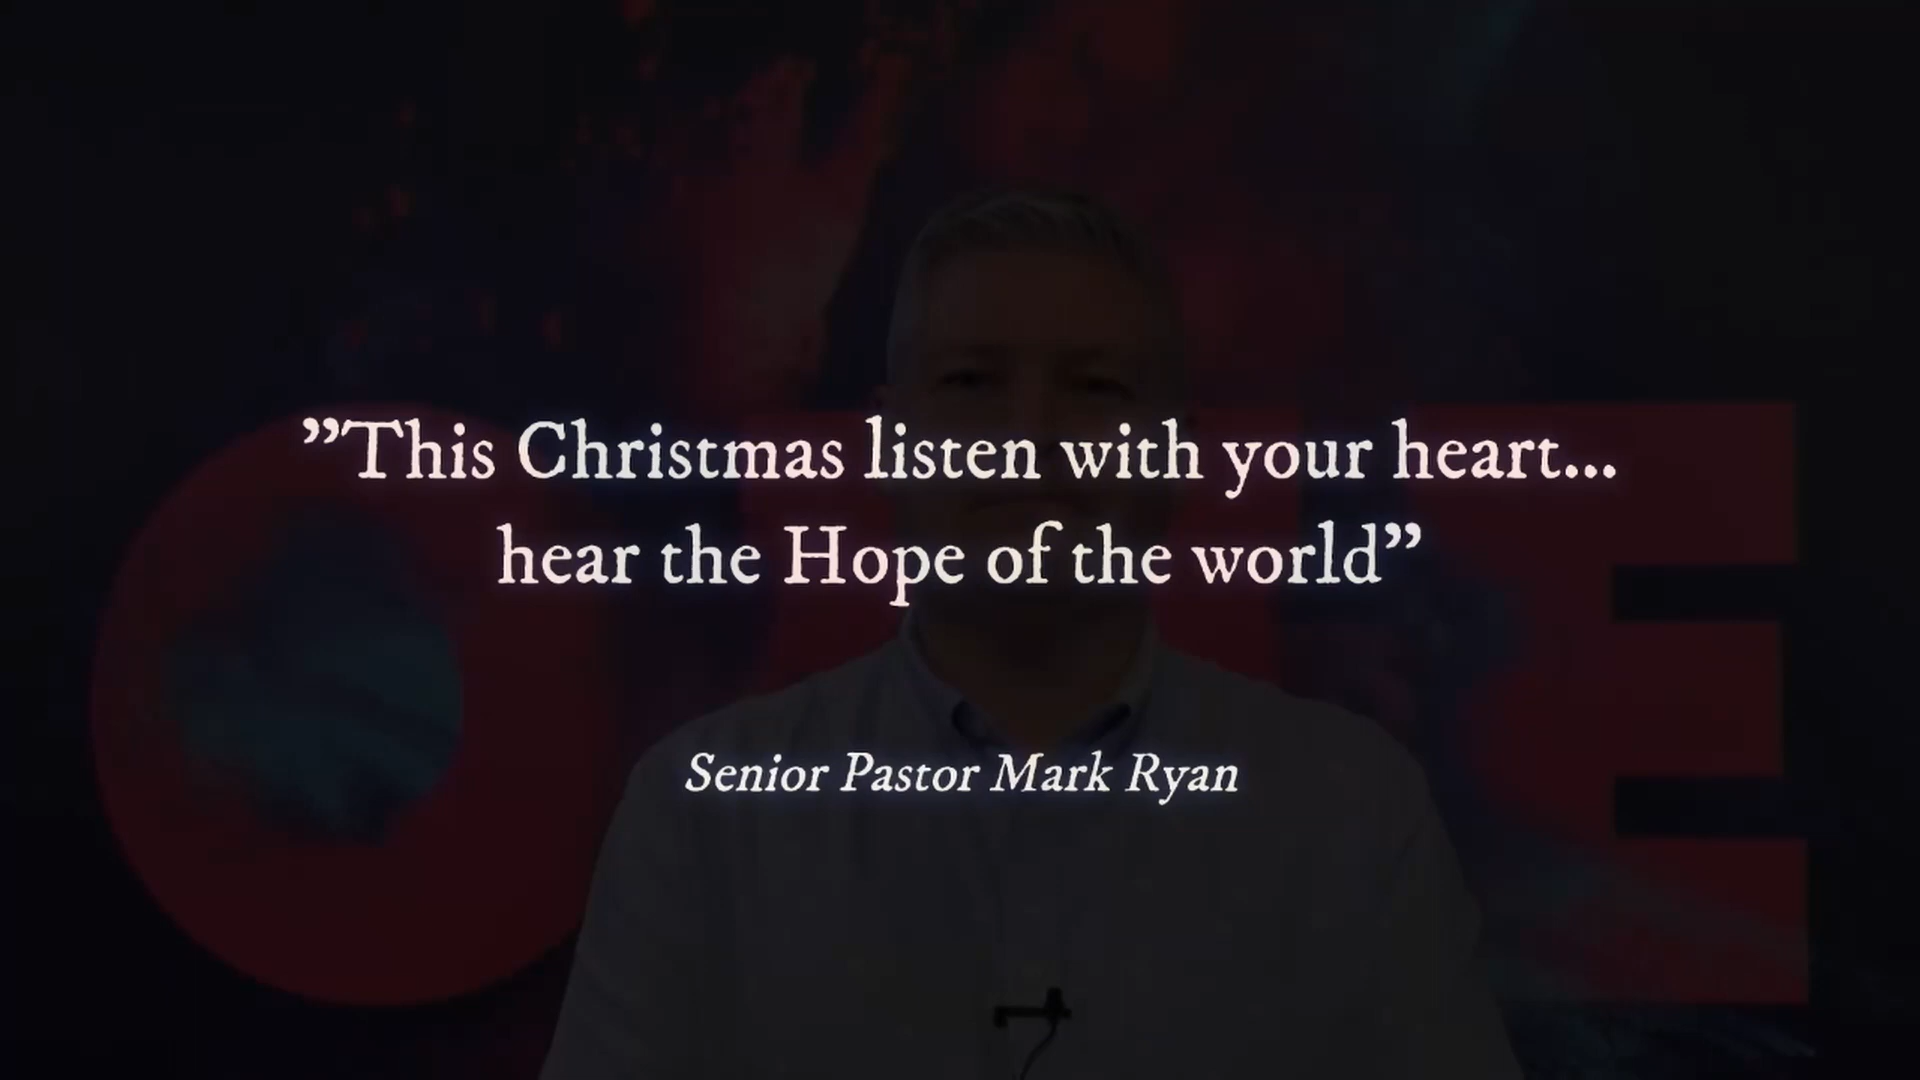 ”This Christmas listen with your heart...
hear the Hope of the world”
Senior Pastor Mark Ryan